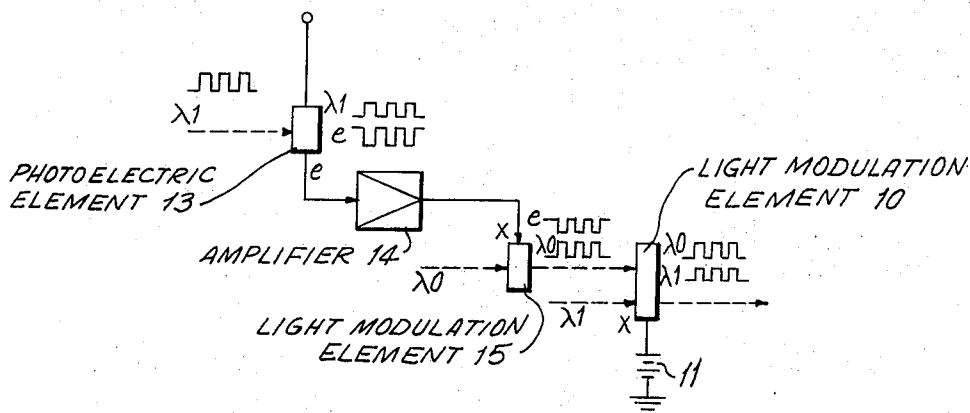 λ1
λ1
e
PHOTOELECTRIC
ELEMENT 13
e
LIGHT MODULATION
ELEMENT 10
AMPLIFIER 14
X
e
λ0
λ0
λ0
λ1
λ1
X
LIGHT MODULATION
ELEMENT 15
11